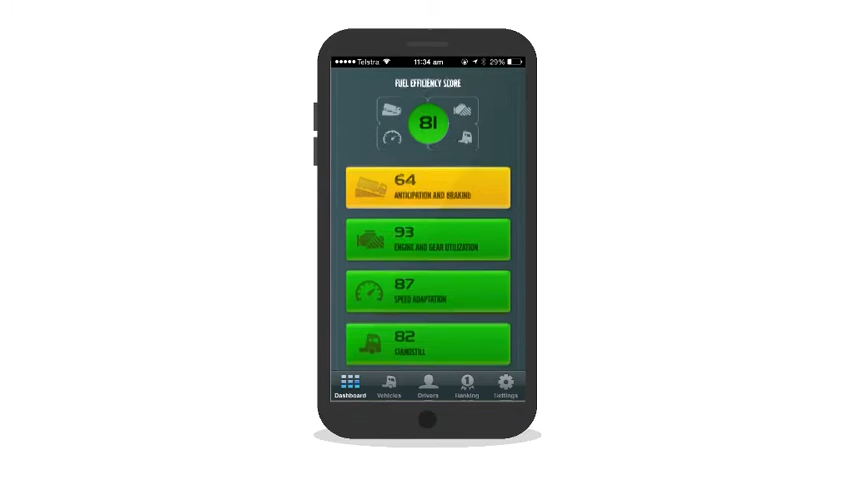 Telstra 11:34 am 29%
FUEL EFFICIENCY SCORE
81
64
ANTICIPATION AND BRAKING
93
ENGINE AND GEAR UTILIZATION
87
SPEED ADAPTATION
82
STANDSTILL
1
Dashboard Vehicles Drivers Ranking Settings